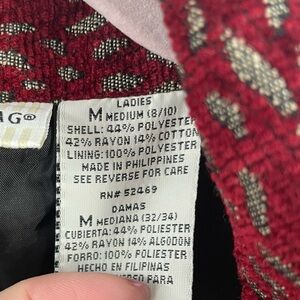 AG®
LADIES
M MEDIUM (8/10)
SHELL: 44% POLYESTER
42% RAYON 14% COTTON
LINING: 100% POLYESTER
MADE IN PHILIPPINES
SEE REVERSE FOR CARE
RN# 52469
DAMAS
M MEDIANA (32/34)
CUBIERTA: 44% POLIESTER
42% RAYON 14% ALGODON
FORRO: 100% POLIESTER
HECHO EN FILIPINAS
PARA